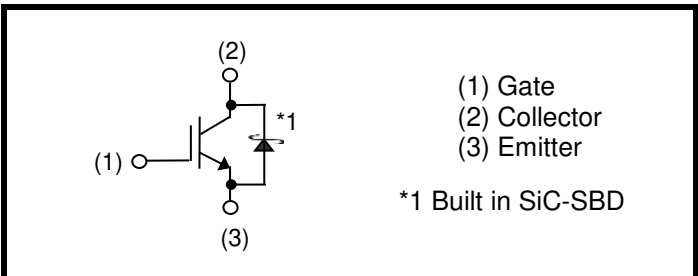 (2)
*1
(1)
(3)
(1) Gate
(2) Collector
(3) Emitter
*1 Built in SiC-SBD